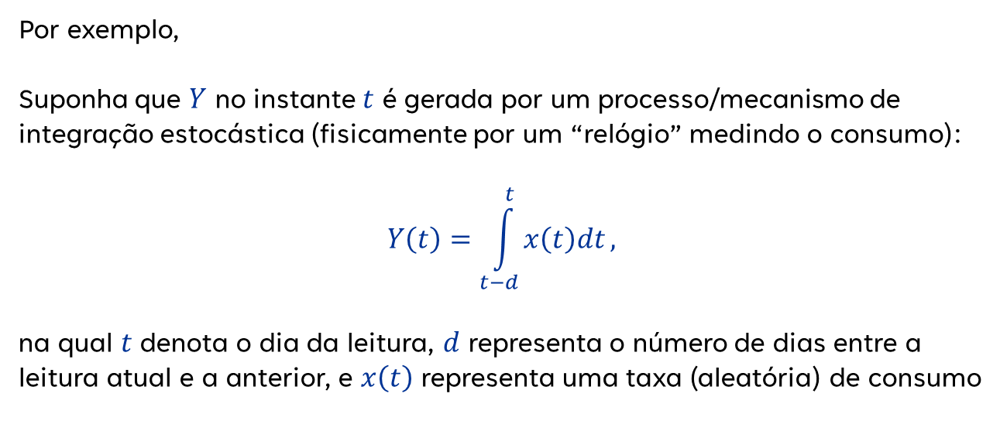 Por exemplo,
Suponha que Y no instante t é gerada por um processo/mecanismo de
integração estocástica (fisicamente por um “relógio” medindo o consumo):
t
Y(t) = ∫ x(t)dt,
t−d
na qual t denota o dia da leitura, d representa o número de dias entre a
leitura atual e a anterior, e x(t) representa uma taxa (aleatória) de consumo